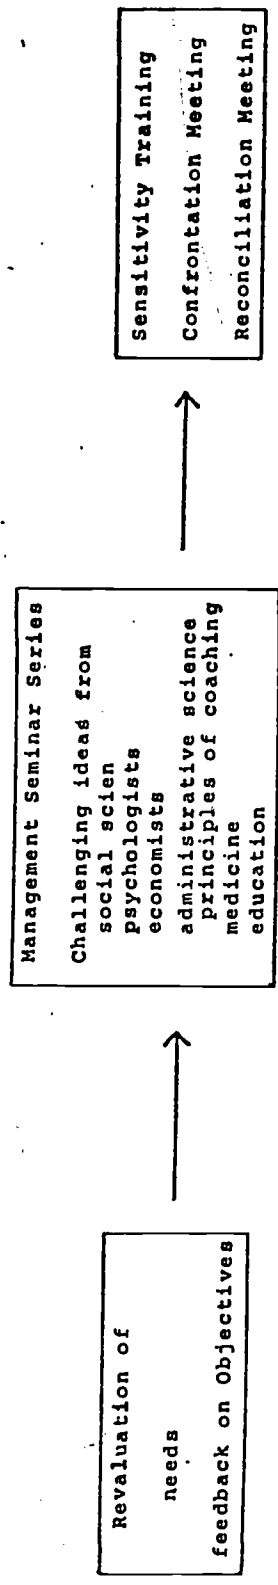 Revaluation of
needs
feedback on Objectives
Management Seminar Series
Challenging ideas from
social scien
psychologists
economists
administrative science
principles of coaching
medicine
education
Sensitivity Training
Confrontation Meeting
Reconciliation Meeting